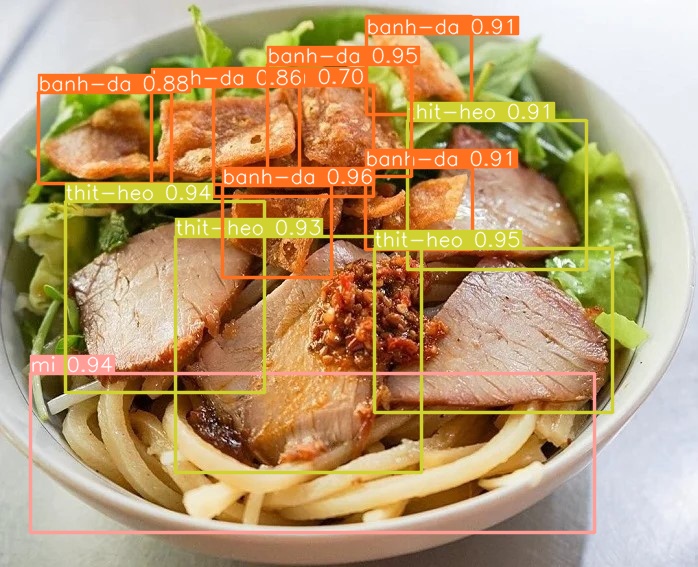 banh-da 0.91
banh-da 0.95
banh-da 0.88
h-da 0.86
0.70
thit-heo 0.91
banh-da 0.91
banh-da 0.96
thit-heo 0.94
thit-heo 0.93
thit-heo 0.95
mi 0.94